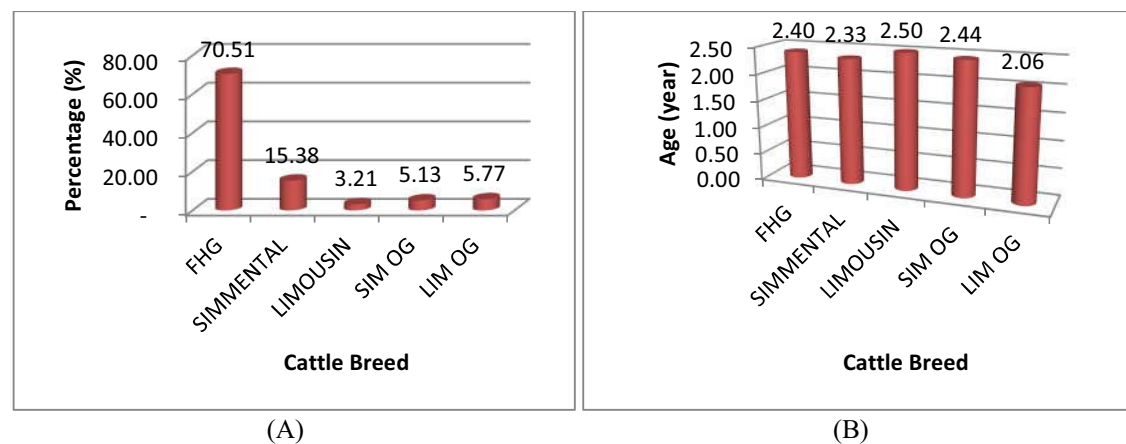 70.51
80.00
60.00
40.00
20.00
-
15.38
3.21
5.13
5.77
Percentage (%)
FHG
SIMMENTAL
LIMOUSIN
SIM OG
LIM OG
Cattle Breed
(A)
2.40
2.33
2.50
2.44
2.06
2.50
2.00
1.50
1.00
0.50
0.00
Age (year)
FHG
SIMMENTAL
LIMOUSIN
SIM OG
LIM OG
Cattle Breed
(B)